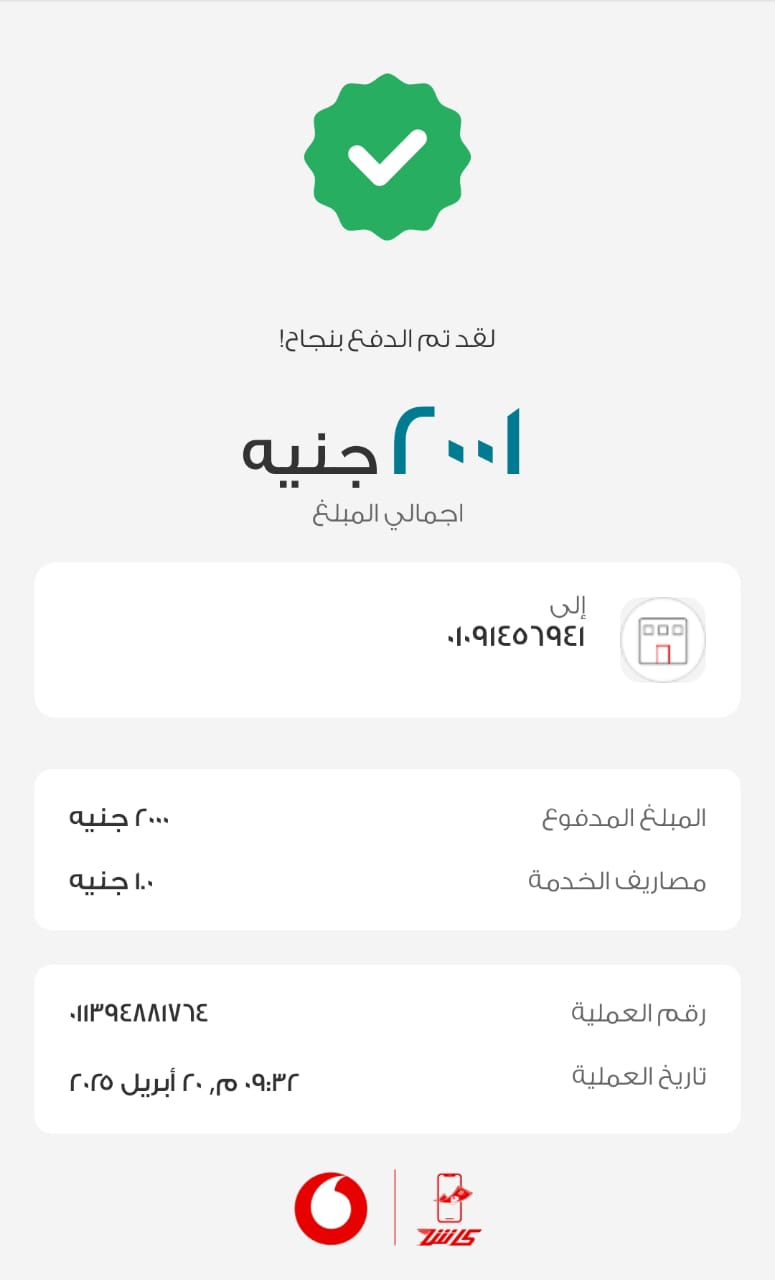 لقد تم الدفع بنجاح!
٢٠٠١ جنيه
اجمالي المبلغ
إلى
٠١٠٩١٤٥٦٩٤١
المبلغ المدفوع ٢٠٠٠ جنيه
مصاريف الخدمة ١.٠ جنيه
رقم العملية ٠١١٣٩٤٨٨١٧٦٤
تاريخ العملية ٠٩:٣٢ م, ٢٠ أبريل ٢٠٢٥
كاش